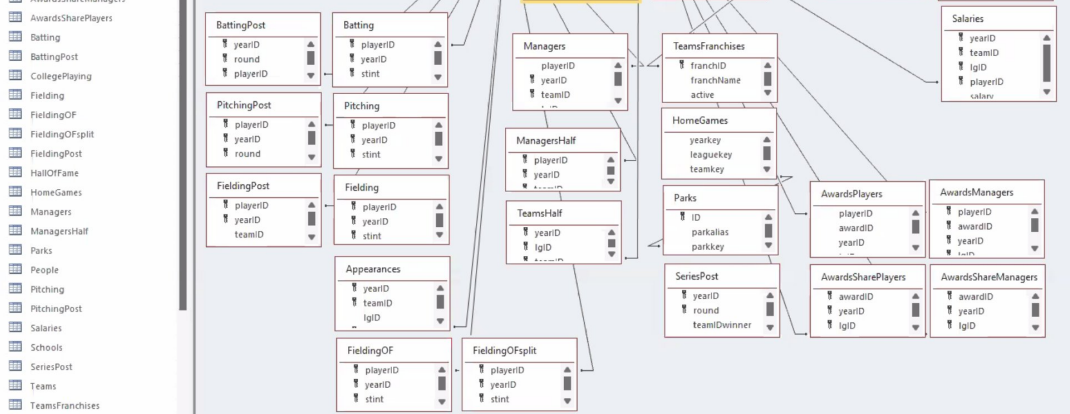 AwardsSharePlayers
Batting
BattingPost
CollegePlaying
Fielding
FieldingOF
FieldingOFsplit
FieldingPost
HallOfFame
HomeGames
Managers
ManagersHalf
Parks
People
Pitching
PitchingPost
Salaries
Schools
SeriesPost
Teams
TeamsFranchises
BattingPost
yearID
round
playerID
Batting
playerID
yearID
stint
PitchingPost
playerID
yearID
round
Pitching
playerID
yearID
stint
FieldingPost
playerID
yearID
teamID
Fielding
playerID
yearID
stint
Appearances
yearID
teamID
lgID
FieldingOF
playerID
yearID
stint
FieldingOFsplit
playerID
yearID
stint
Managers
playerID
yearID
teamID
ManagersHalf
playerID
yearID
teamID
TeamsHalf
yearID
lgID
teamID
TeamsFranchises
franchID
franchName
active
HomeGames
yearkey
leaguekey
teamkey
Parks
ID
parkalias
parkkey
SeriesPost
yearID
round
teamIDwinner
Salaries
yearID
teamID
lgID
playerID
salary
AwardsPlayers
playerID
awardID
yearID
AwardsManagers
playerID
awardID
yearID
lgID
AwardsSharePlayers
awardID
yearID
lgID
AwardsShareManagers
awardID
yearID
lgID